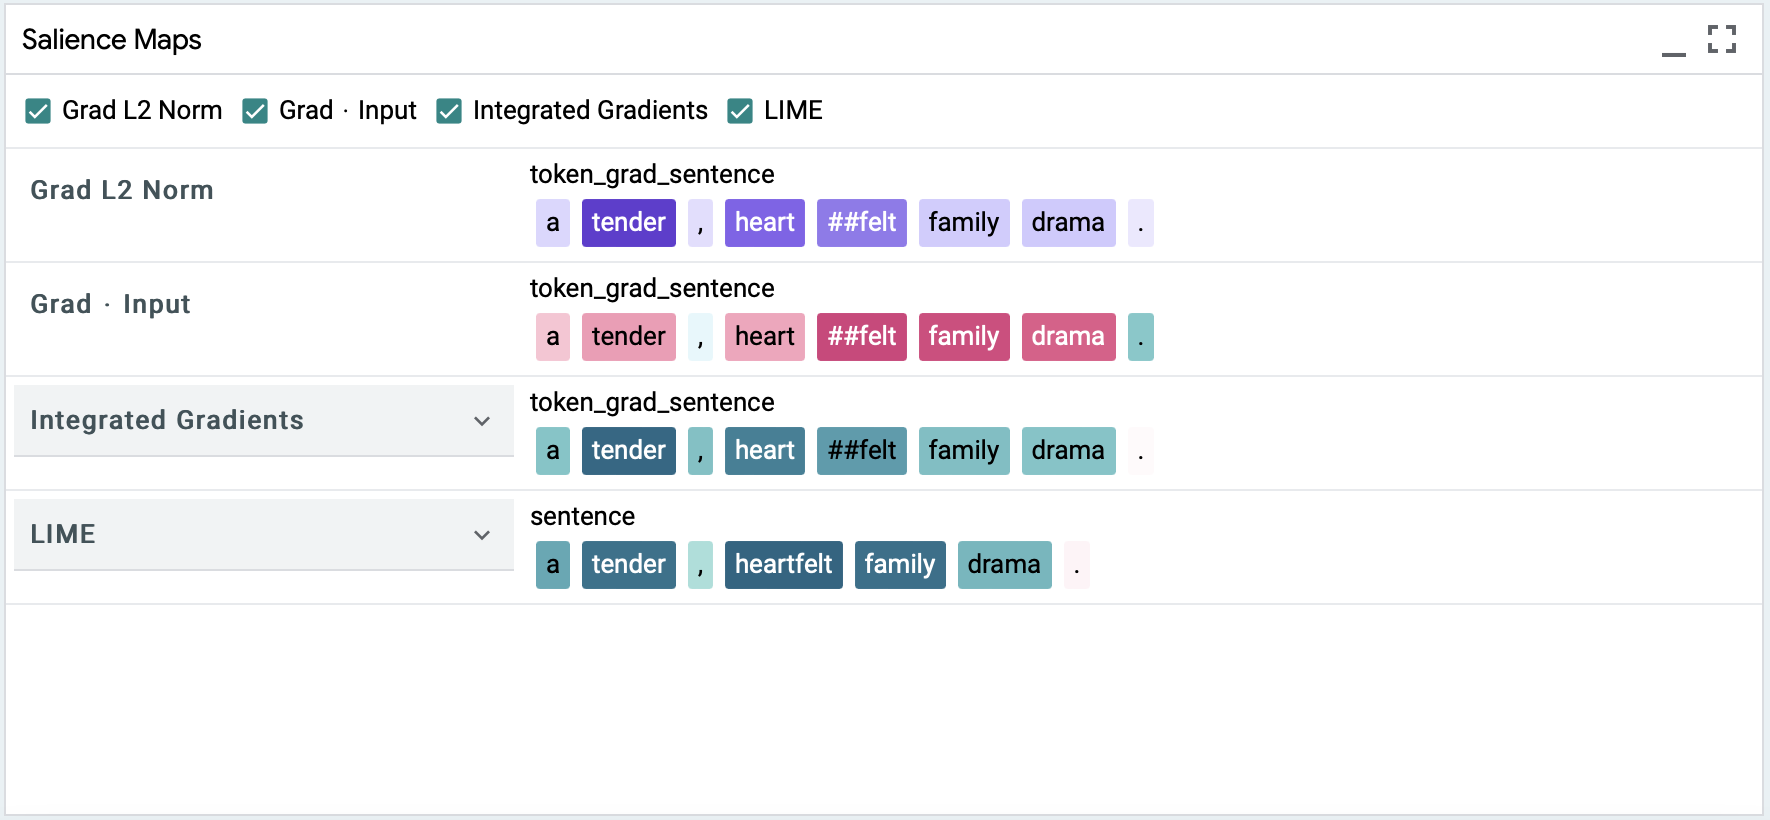 Salience Maps
Grad L2 Norm Grad · Input Integrated Gradients LIME
Grad L2 Norm
token_grad_sentence
a tender , heart ##felt family drama .
Grad · Input
token_grad_sentence
a tender , heart ##felt family drama .
Integrated Gradients
token_grad_sentence
a tender , heart ##felt family drama .
LIME
sentence
a tender , heartfelt family drama .